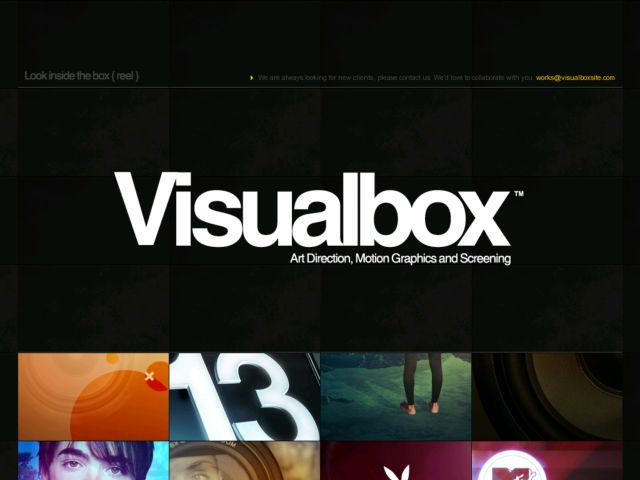 Look inside the box { reel }
We are always looking for new clients, please contact us. We'd love to collaborate with you. works@visualboxsite.com
Visualbox™
Art Direction, Motion Graphics and Screening
13